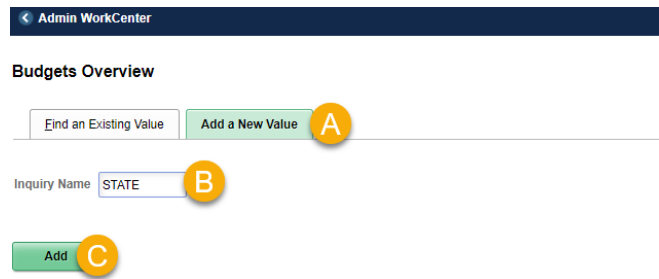 Admin WorkCenter
Budgets Overview
Find an Existing Value Add a New Value A
Inquiry Name STATE B
Add C